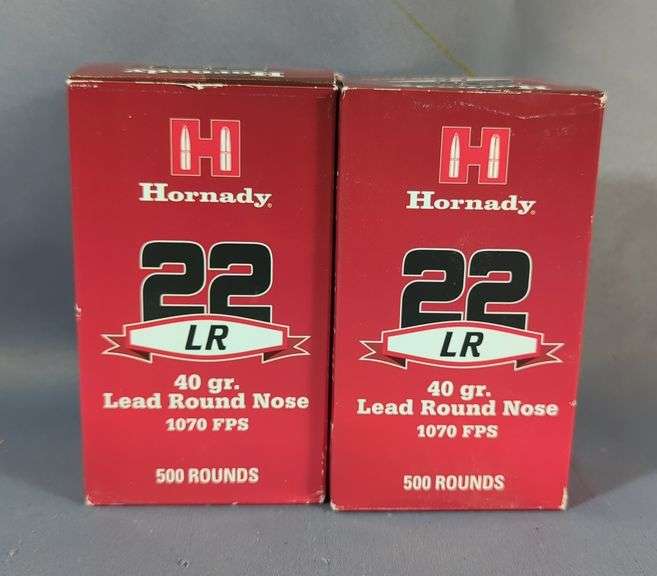 Hornady
H
Hornady®
22
LR
40 gr.
Lead Round Nose
1070 FPS
500 ROUNDS
H
Hornady®
22
LR
40 gr.
Lead Round Nose
1070 FPS
500 ROUNDS